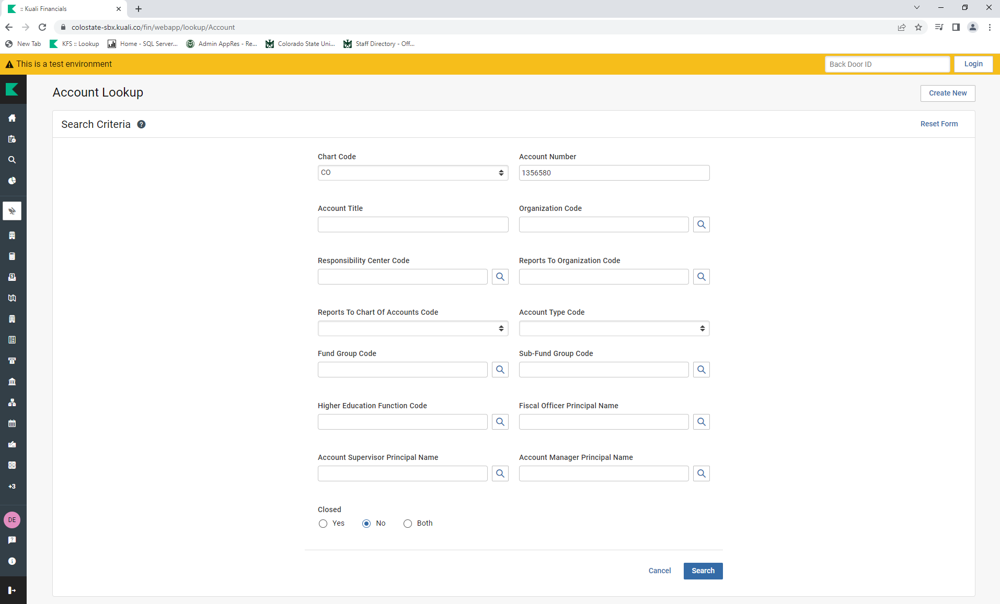 :: Kuali Financials
colostate-sbx.kuali.co/fin/webapp/lookup/Account
New Tab
KFS :: Lookup
Home - SQL Server...
Admin AppRes - Re...
Colorado State Uni...
Staff Directory - Off...
This is a test environment
Back Door ID
Login
Account Lookup
Create New
Search Criteria ?
Reset Form
Chart Code
Account Number
CO
1356580
Account Title
Organization Code
Responsibility Center Code
Reports To Organization Code
Reports To Chart Of Accounts Code
Account Type Code
Fund Group Code
Sub-Fund Group Code
Higher Education Function Code
Fiscal Officer Principal Name
Account Supervisor Principal Name
Account Manager Principal Name
+3
Closed
DE
Yes
No
Both
Cancel
Search